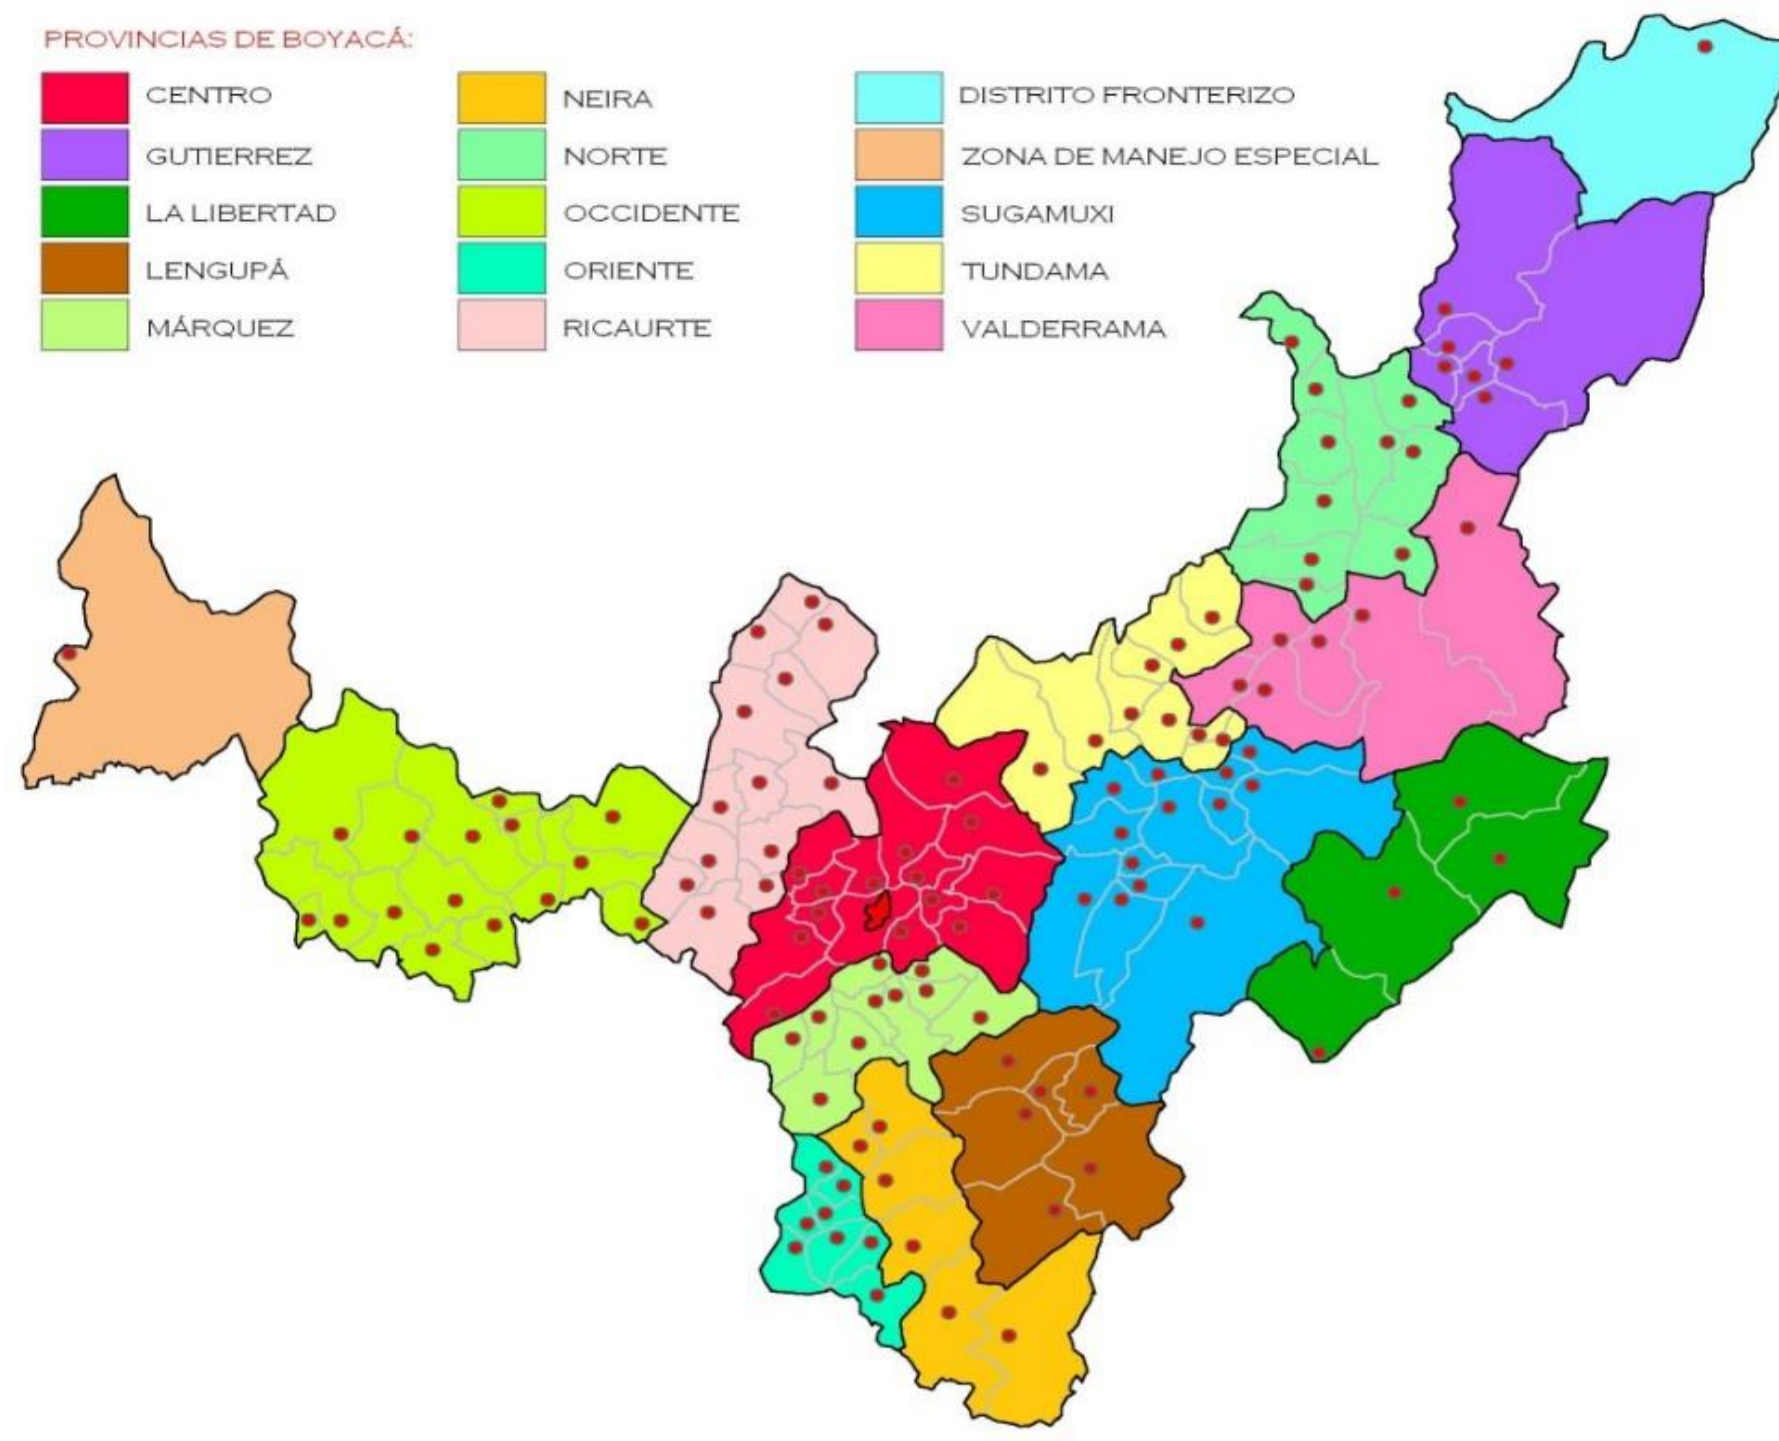 PROVINCIAS DE BOYACÁ:
CENTRO
GUTIERREZ
LA LIBERTAD
LENGUPÁ
MÁRQUEZ
NEIRA
NORTE
OCCIDENTE
ORIENTE
RICAURTE
DISTRITO FRONTERIZO
ZONA DE MANEJO ESPECIAL
SUGAMUXI
TUNDAMA
VALDERRAMA